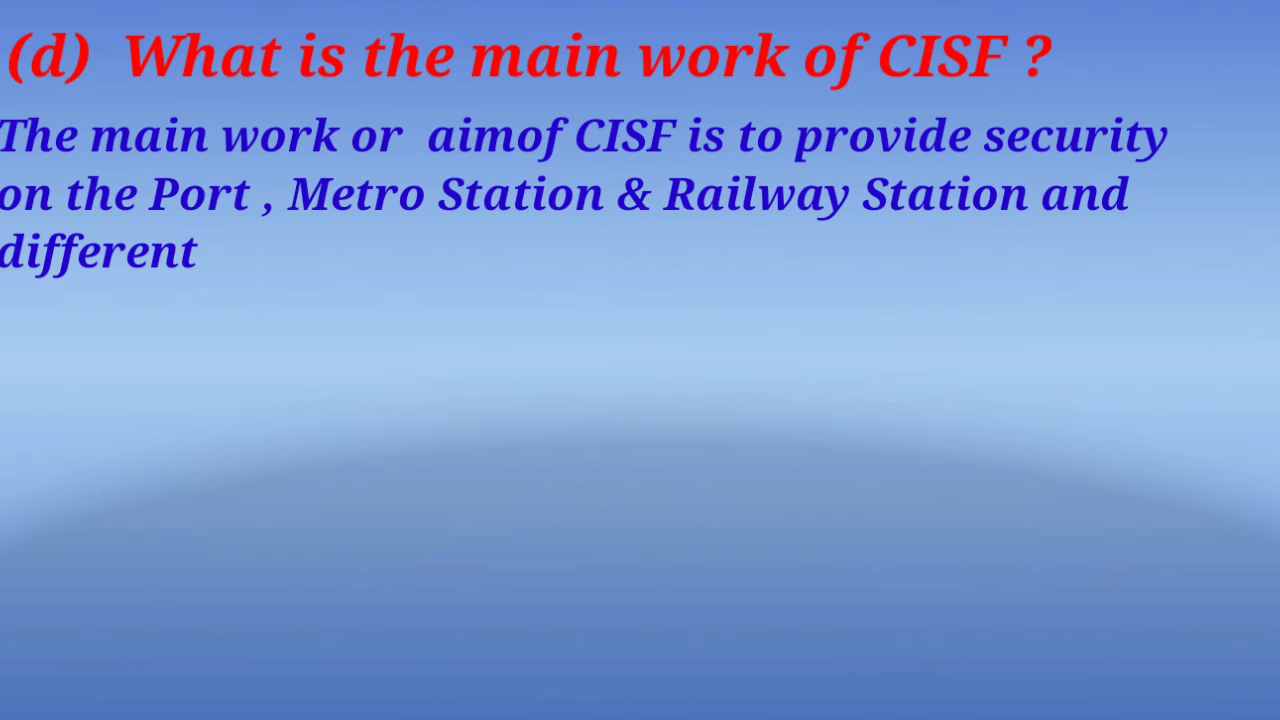 (d) What is the main work of CISF ?
The main work or aimof CISF is to provide security
on the Port , Metro Station & Railway Station and
different